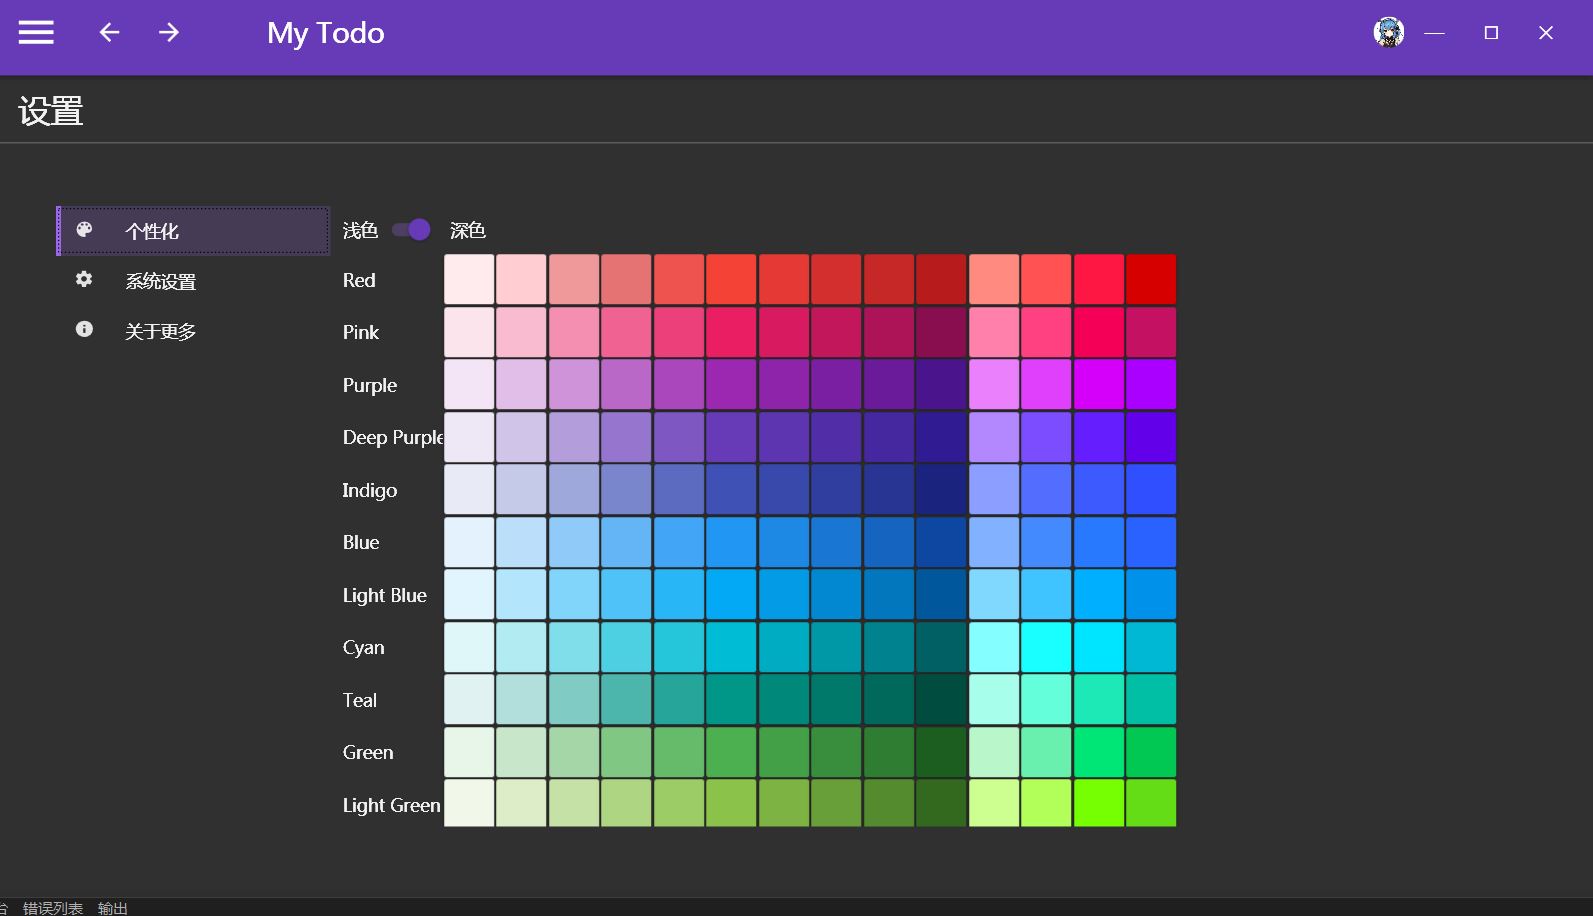 My Todo
设置
个性化
系统设置
关于更多
浅色 深色
Red
Pink
Purple
Deep Purple
Indigo
Blue
Light Blue
Cyan
Teal
Green
Light Green
台 错误列表 输出